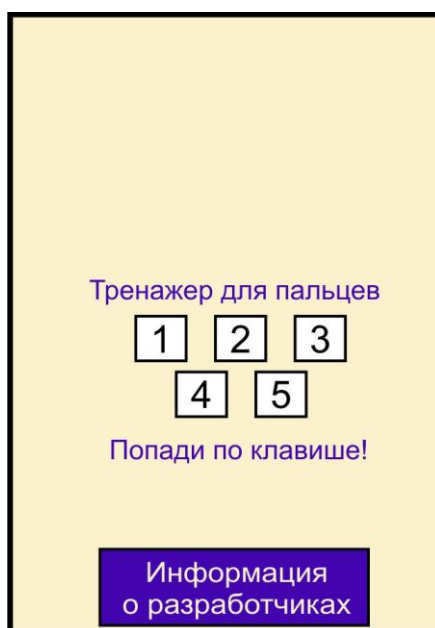 Тренажер для пальцев
1 2 3
4 5
Попади по клавише!
Информация
о разработчиках